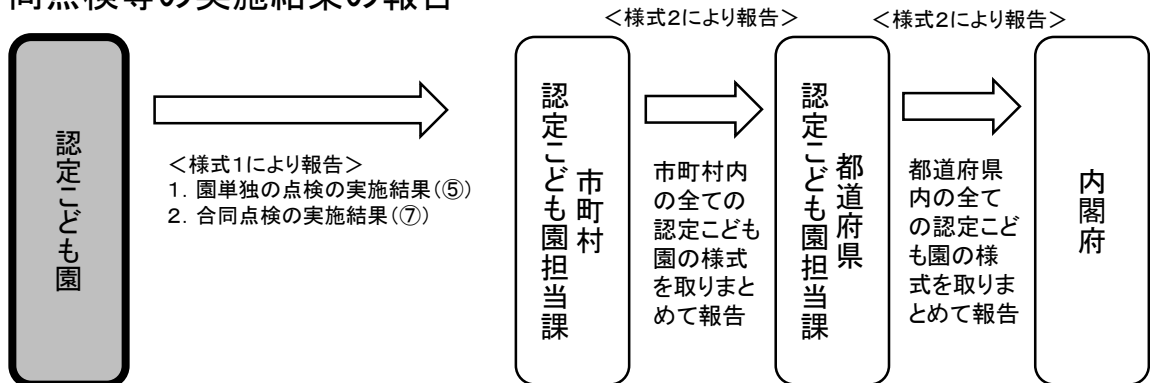 同点検等の実施結果の報告
認定こども園
＜様式1により報告＞
1．園単独の点検の実施結果（⑤）
2．合同点検の実施結果（⑦）
市町村
認定こども園担当課
＜様式2により報告＞
市町村内
の全ての
認定こども
園の様式
を取りまと
めて報告
都道府県
認定こども園担当課
＜様式2により報告＞
都道府県
内の全て
の認定こど
も園の様
式を取りま
とめて報告
内閣府